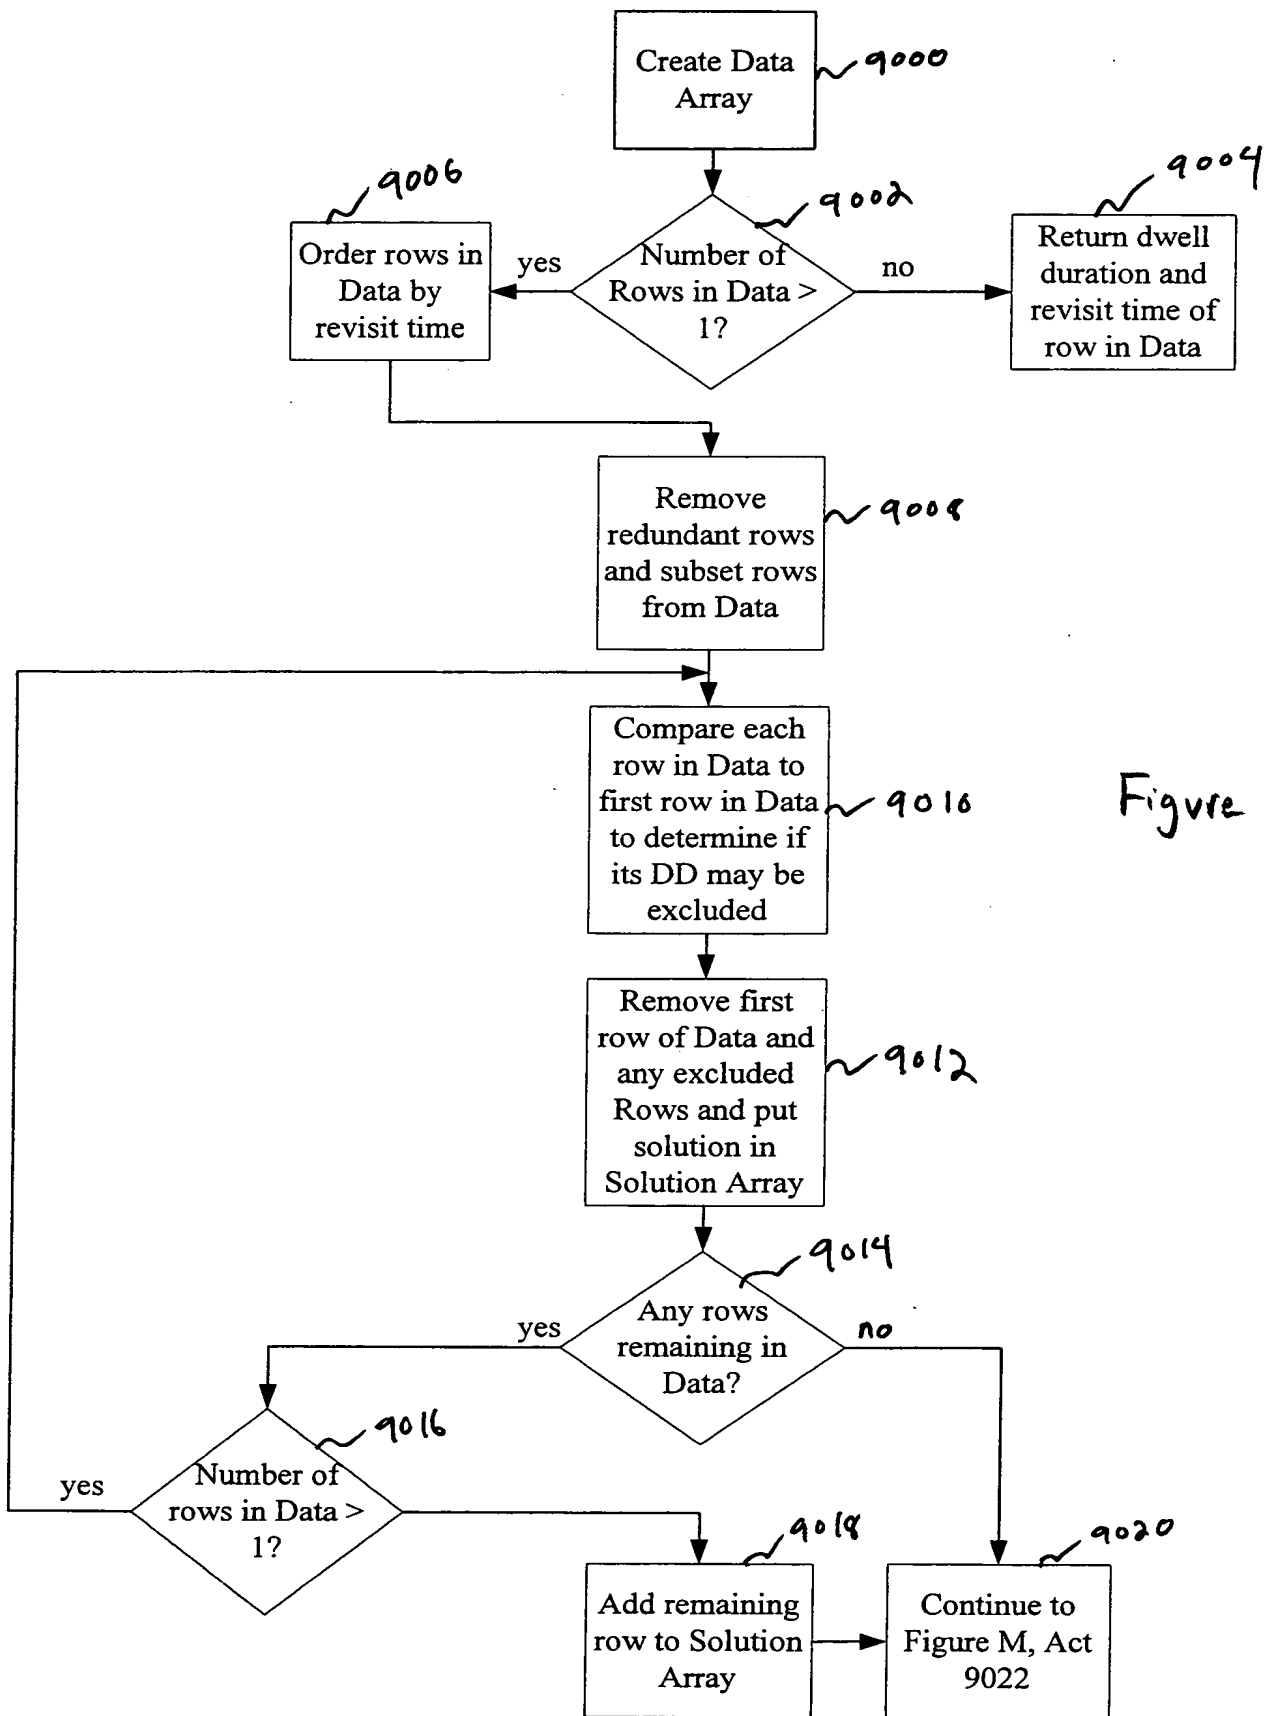 Create Data
Array
9000
9006
9002
9004
Order rows in
Data by
revisit time
yes
Number of
Rows in Data >
1?
no
Return dwell
duration and
revisit time of
row in Data
Remove
redundant rows
and subset rows
from Data
9008
Compare each
row in Data to
first row in Data
to determine if
its DD may be
excluded
9010
Figure
Remove first
row of Data and
any excluded
Rows and put
solution in
Solution Array
9012
9014
yes
Any rows
remaining in
Data?
no
9016
yes
Number of
rows in Data >
1?
9018
9020
Add remaining
row to Solution
Array
Continue to
Figure M, Act
9022